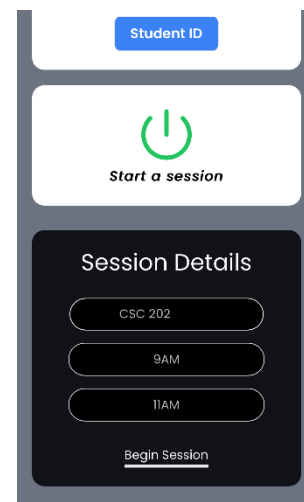 Student ID
Start a session
Session Details
CSC 202
9AM
11AM
Begin Session